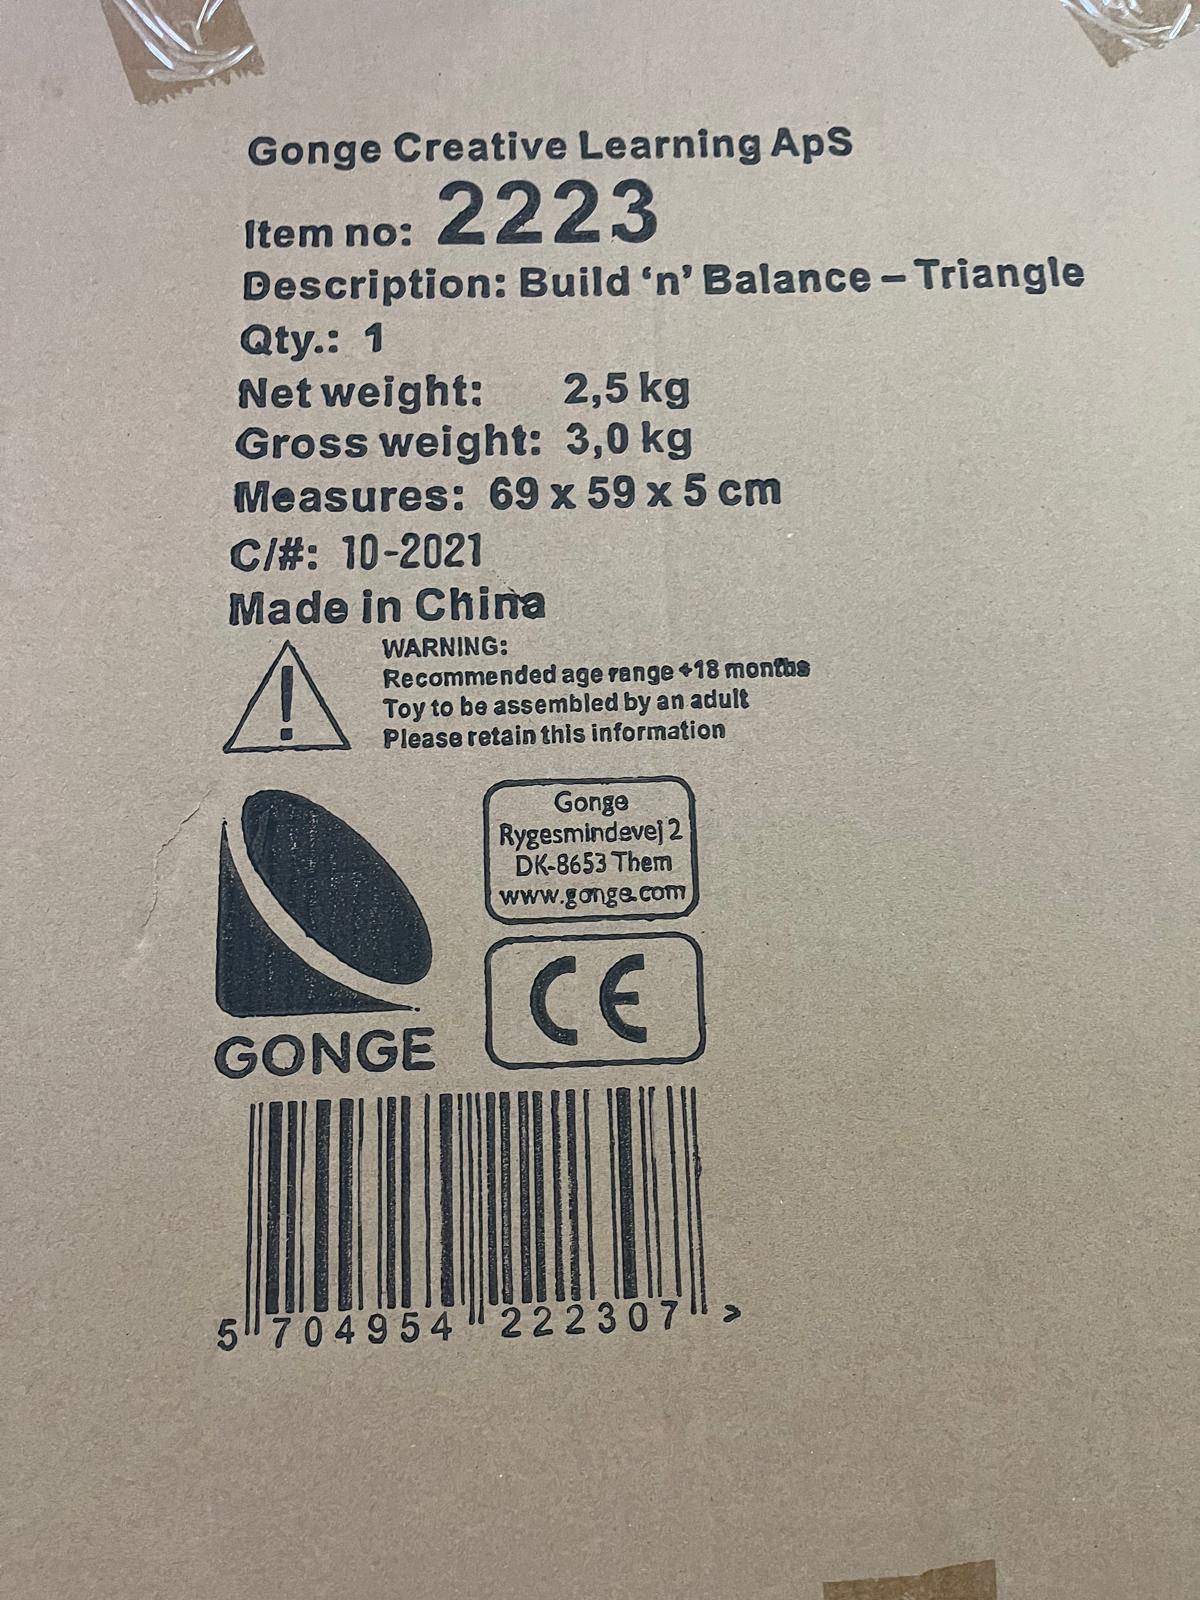 Gonge Creative Learning ApS
Item no: 2223
Description: Build ‘n’ Balance – Triangle
Qty.: 1
Net weight: 2,5 kg
Gross weight: 3,0 kg
Measures: 69 x 59 x 5 cm
C/#: 10-2021
Made in China
WARNING:
Recommended age range +18 months
Toy to be assembled by an adult
Please retain this information
Gonge
Rygesmindevej 2
DK-8653 Them
www.gonge.com
CE
GONGE
5 704954 222307 >